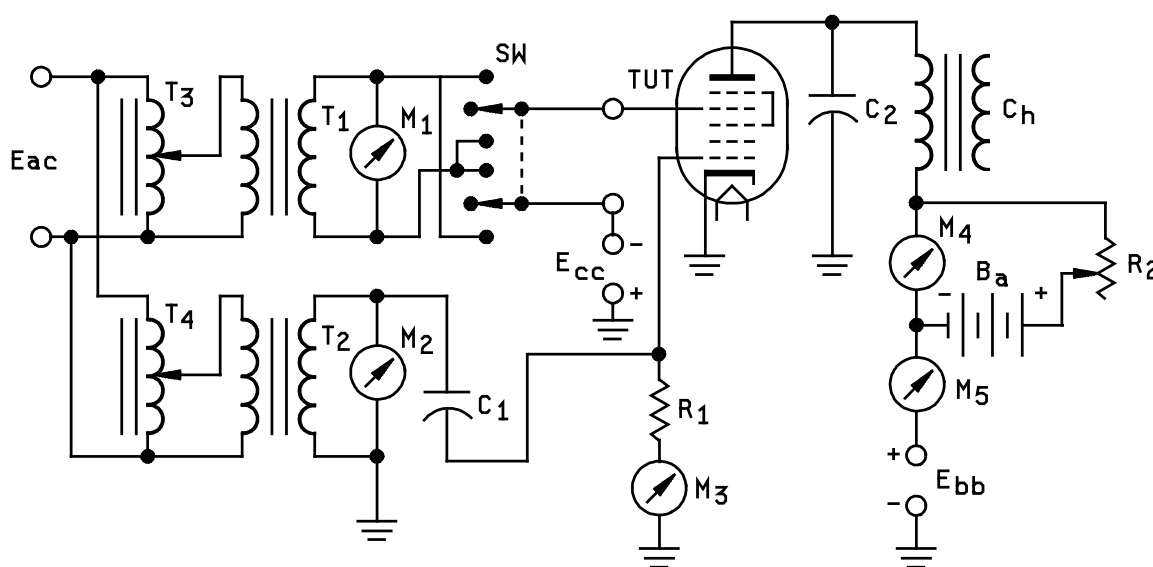 SW
T3
TUT
T1
M1
C2
Ch
Eac
M4
Ecc
-
+
Ba
-
+
R2
T4
T2
M2
C1
R1
M5
M3
+
Ebb
-